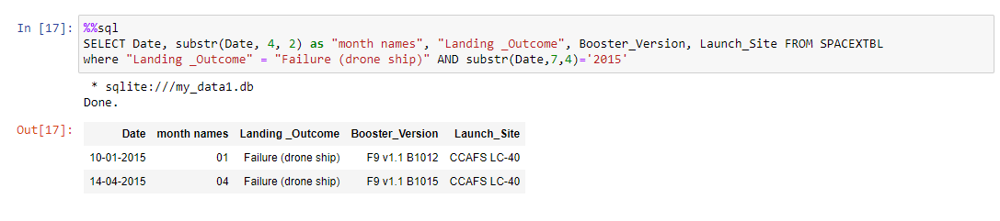 In [17]: %%sql
SELECT Date, substr(Date, 4, 2) as "month names", "Landing _Outcome", Booster_Version, Launch_Site FROM SPACEXTBL
where "Landing _Outcome" = "Failure (drone ship)" AND substr(Date,7,4)='2015'
* sqlite:///my_data1.db
Done.
Out[17]:
Date month names Landing _Outcome Booster_Version Launch_Site
10-01-2015 01 Failure (drone ship) F9 v1.1 B1012 CCAFS LC-40
14-04-2015 04 Failure (drone ship) F9 v1.1 B1015 CCAFS LC-40